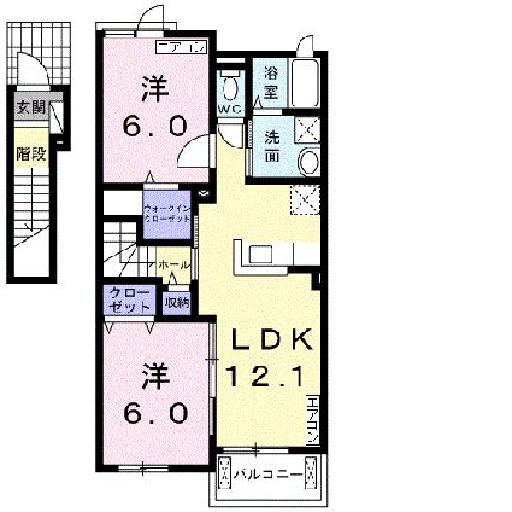 エアコン
洋
6.0
WC
浴
室
洗
面
玄関
階段
ウォークイン
クローゼット
ホール
クロー
ゼット
収納
LDK
12.1
洋
6.0
エアコン
バルコニー